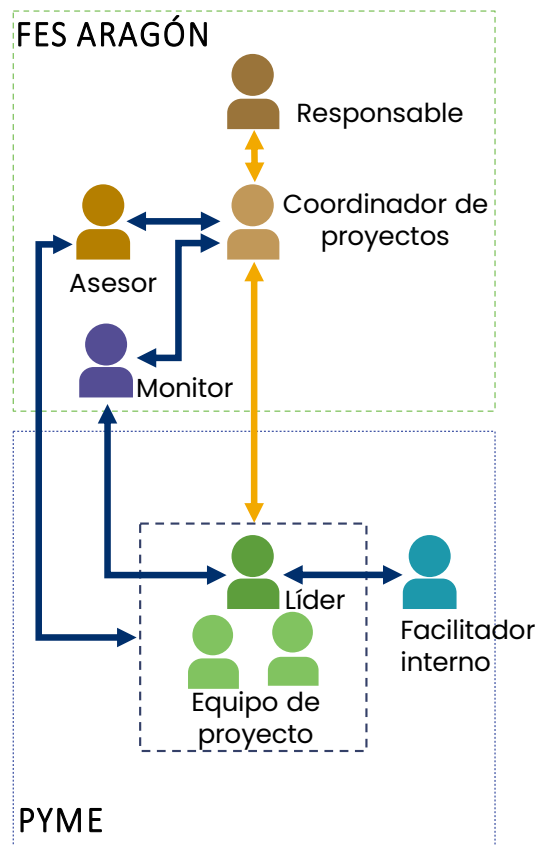 FES ARAGÓN
Responsable
Coordinador de
proyectos
Asesor
Monitor
Líder
Facilitador
interno
Equipo de
proyecto
PYME